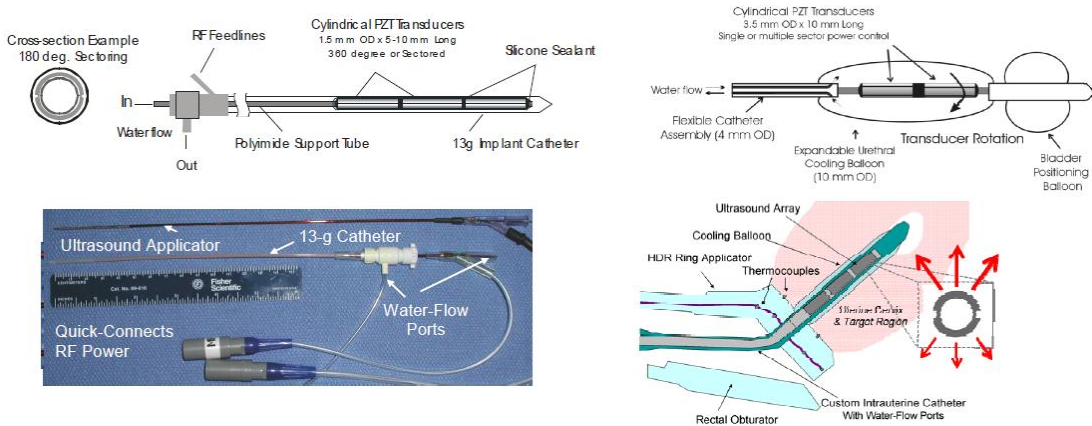 Cross-section Example
180 deg. Sectoring
RF Feedlines
Cylindrical PZT Transducers
1.5 mm OD x 5-10 mm Long
360 degree or Sectored
Silicone Sealant
In
Water flow
Out
Polyimide Support Tube
13g Implant Catheter
Cylindrical PZT Transducers
3.5 mm OD x 10 mm Long
Single or multiple sector power control
Water flow
Flexible Catheter
Assembly (4 mm OD)
Transducer Rotation
Expandable Urethral
Cooling Balloon
(10 mm OD)
Bladder
Positioning
Balloon
Ultrasound Applicator
13-g Catheter
Fisher
Scientific
Water-Flow
Ports
Quick-Connects
RF Power
Ultrasound Array
Cooling Balloon
HDR Ring Applicator
Thermocouples
Uterine Cervix
& Target Region
Custom Intrauterine Catheter
With Water-Flow Ports
Rectal Obturator